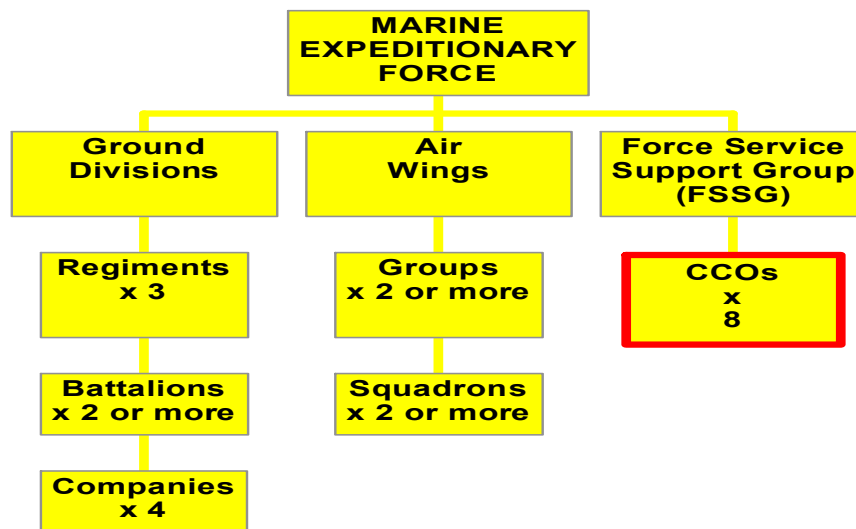 MARINE
EXPEDITIONARY
FORCE
Ground
Divisions
Air
Wings
Force Service
Support Group
(FSSG)
Regiments
x 3
Groups
x 2 or more
CCOs
x
8
Battalions
x 2 or more
Squadrons
x 2 or more
Companies
x 4